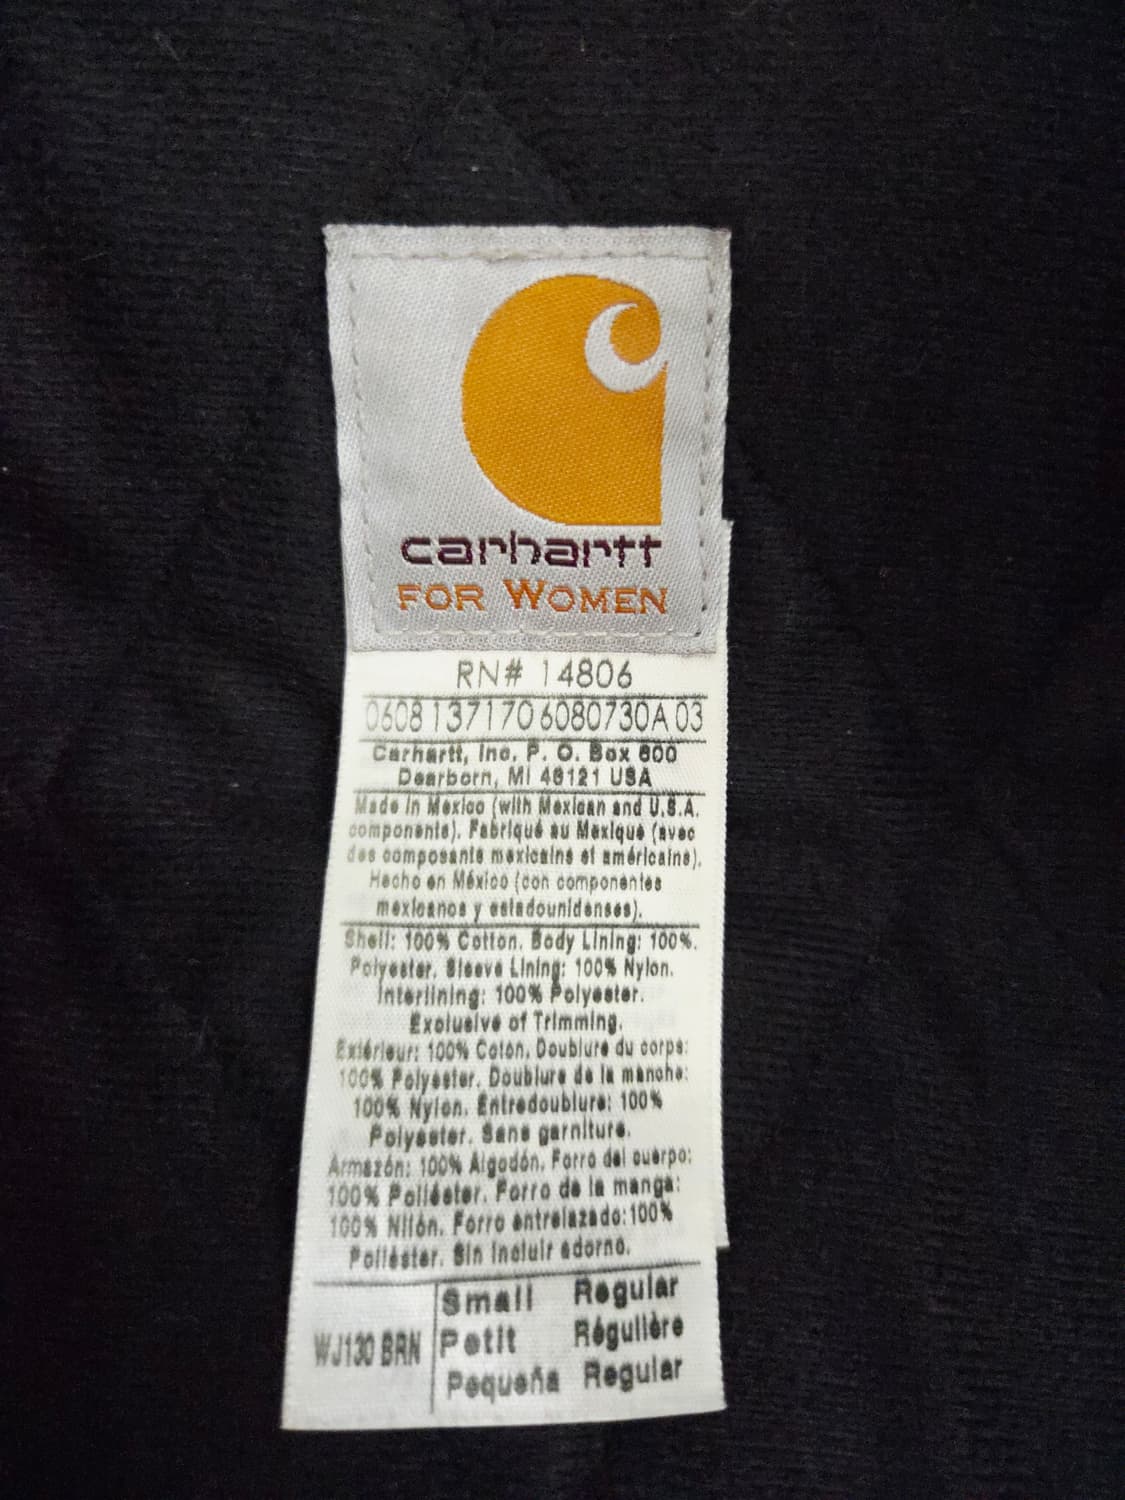 carhartt
FOR WOMEN
RN# 14806
0608 137170 6080730A 03
Carhartt, Inc. P. O. Box 600
Dearborn, MI 48121 USA
Made in Mexico (with Mexican and U.S.A.
components). Fabriqué au Mexique (avec
des composants mexicains et américains).
Hecho en México (con componentes
mexicanos y estadounidenses).
Shell: 100% Cotton. Body Lining: 100%.
Polyester. Sleeve Lining: 100% Nylon.
Interlining: 100% Polyester.
Exclusive of Trimming.
Extérieur: 100% Coton. Doublure du corps:
100% Polyester. Doublure de la manche:
100% Nylon. Entredoublure: 100%
Polyester. Sans garniture.
Armazón: 100% Algodón. Forro del cuerpo:
100% Poliéster. Forro de la manga:
100% Nilón. Forro entrelazado: 100%
Poliéster. Sin incluir adorno.
WJ130 BRN
Small Regular
Petit Régulière
Pequeña Regular